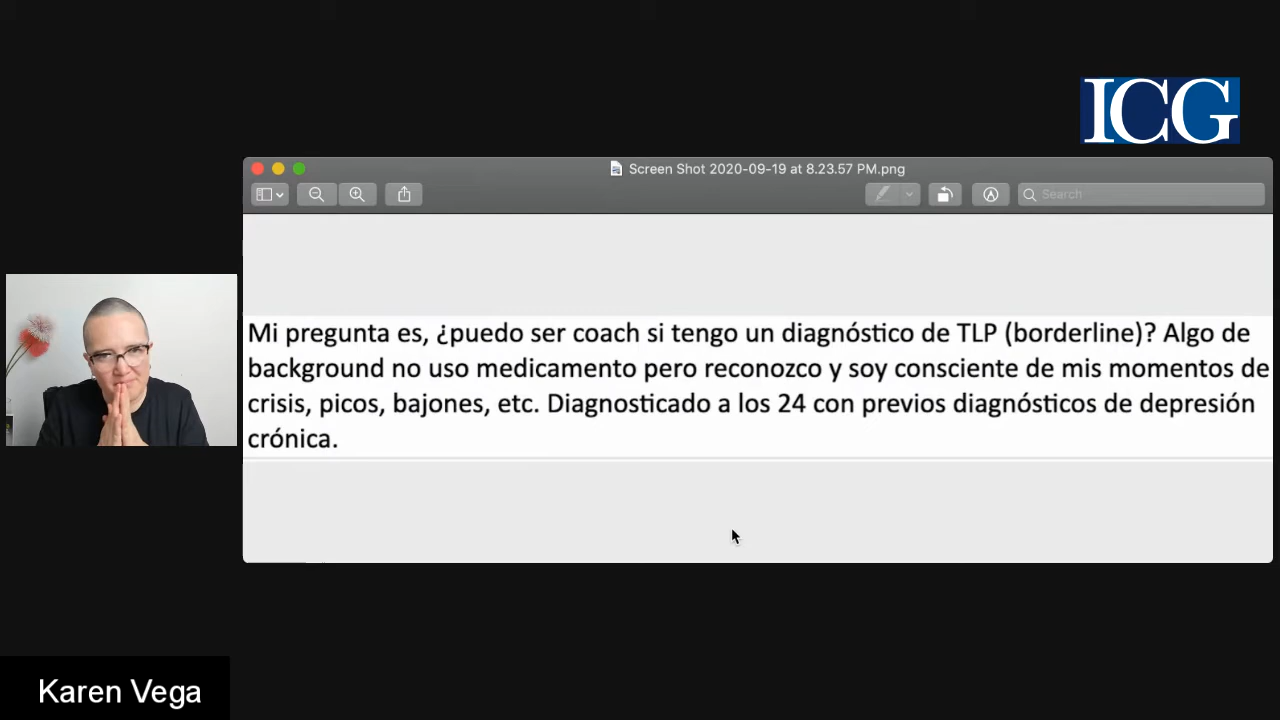 ICG
Screen Shot 2020-09-19 at 8.23.57 PM.png
Search
Mi pregunta es, ¿puedo ser coach si tengo un diagnóstico de TLP (borderline)? Algo de
background no uso medicamento pero reconozco y soy consciente de mis momentos de
crisis, picos, bajones, etc. Diagnosticado a los 24 con previos diagnósticos de depresión
crónica.
Karen Vega